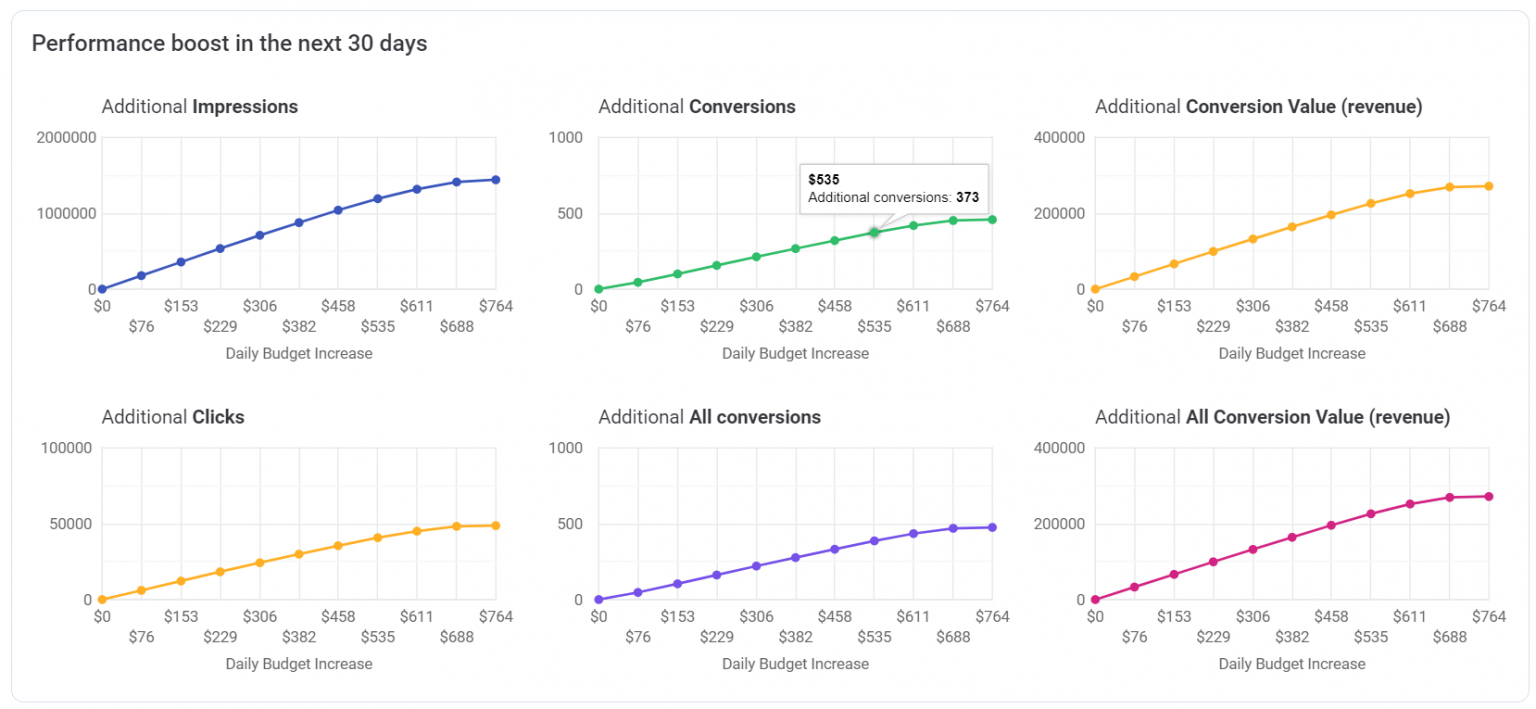 Performance boost in the next 30 days
Additional Impressions
2000000
1000000
0
$0 $153 $306 $458 $611 $764
$76 $229 $382 $535 $688
Daily Budget Increase
Additional Conversions
1000
500
0
$535
Additional conversions: 373
$0 $153 $306 $458 $611 $764
$76 $229 $382 $535 $688
Daily Budget Increase
Additional Conversion Value (revenue)
400000
200000
0
$0 $153 $306 $458 $611 $764
$76 $229 $382 $535 $688
Daily Budget Increase
Additional Clicks
100000
50000
0
$0 $153 $306 $458 $611 $764
$76 $229 $382 $535 $688
Daily Budget Increase
Additional All conversions
1000
500
0
$0 $153 $306 $458 $611 $764
$76 $229 $382 $535 $688
Daily Budget Increase
Additional All Conversion Value (revenue)
400000
200000
0
$0 $153 $306 $458 $611 $764
$76 $229 $382 $535 $688
Daily Budget Increase